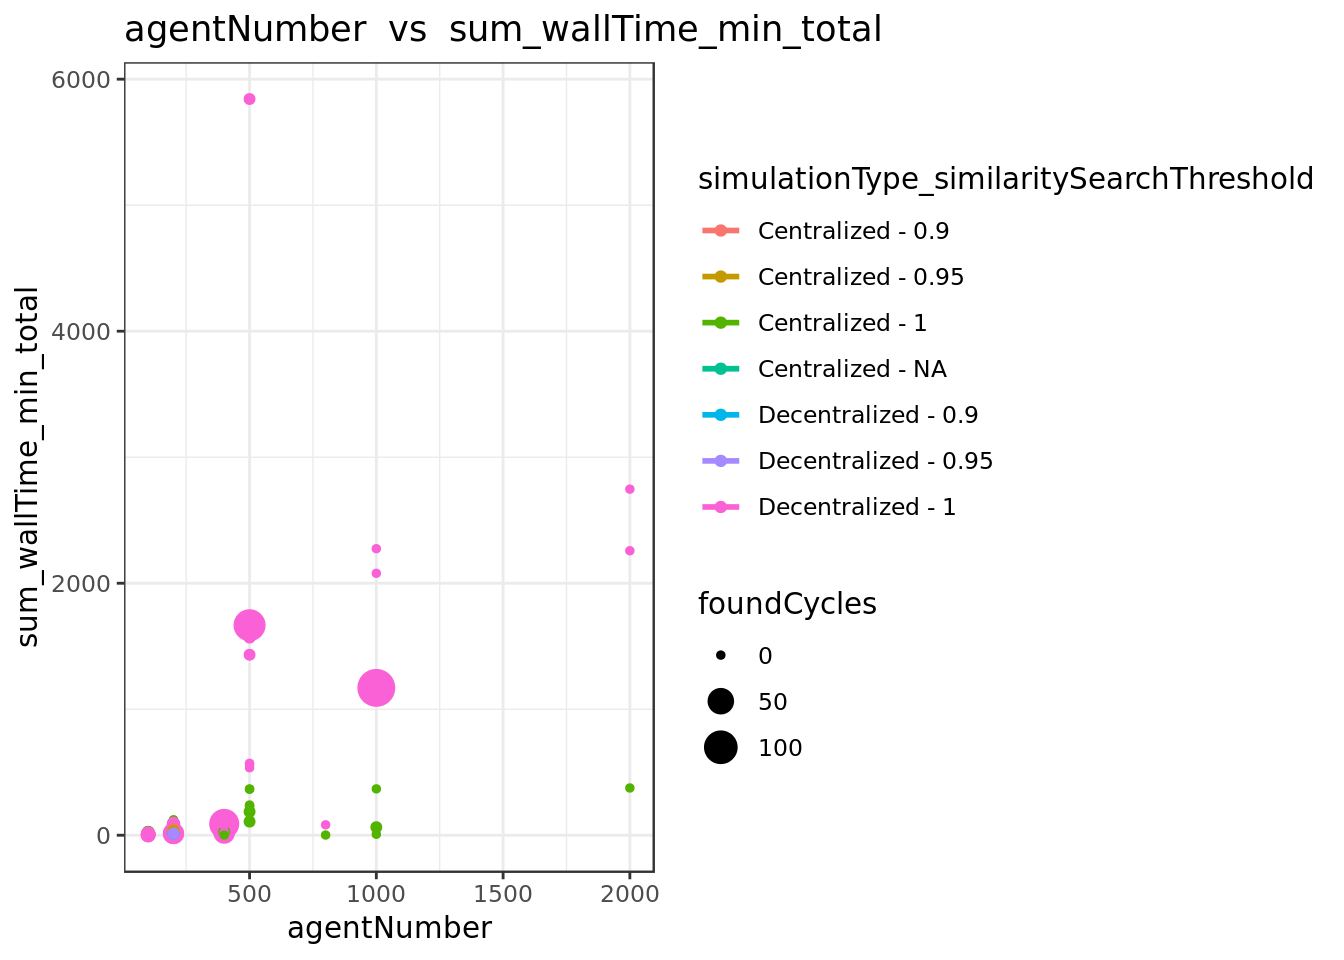 agentNumber vs sum_wallTime_min_total
6000
4000
2000
0
sum_wallTime_min_total
500
1000
1500
2000
agentNumber
simulationType_similaritySearchThreshold
Centralized - 0.9
Centralized - 0.95
Centralized - 1
Centralized - NA
Decentralized - 0.9
Decentralized - 0.95
Decentralized - 1
foundCycles
0
50
100